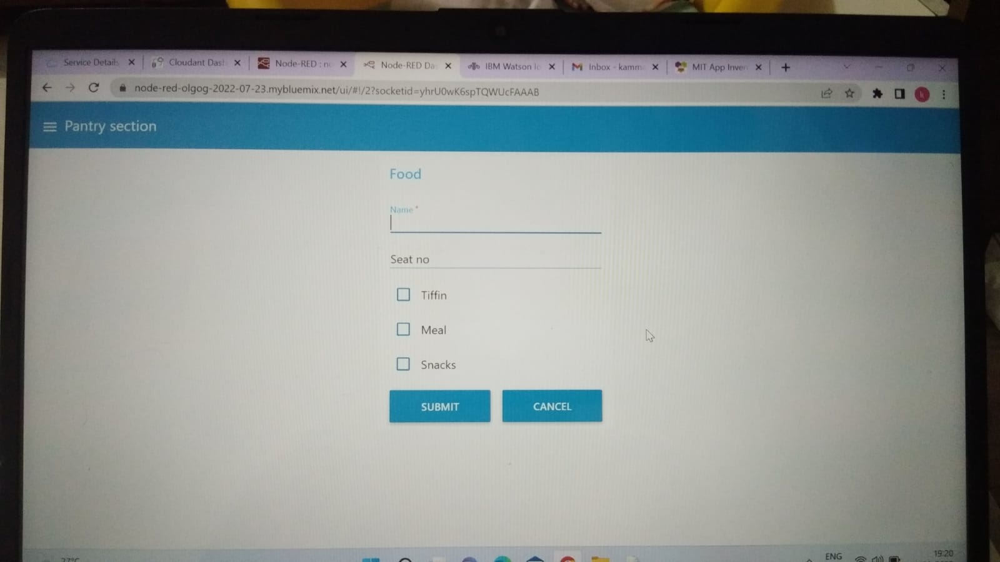 Service Details
Cloudant Dash
Node-RED : no
Node-RED Da
IBM Watson Io
Inbox - kamm
MIT App Inven
node-red-olgog-2022-07-23.mybluemix.net/ui/#!/2?socketid=yhrU0wK6spTQWUcFAAAB
Pantry section
Food
Name *
Seat no
Tiffin
Meal
Snacks
SUBMIT CANCEL
27°C
ENG
19:20